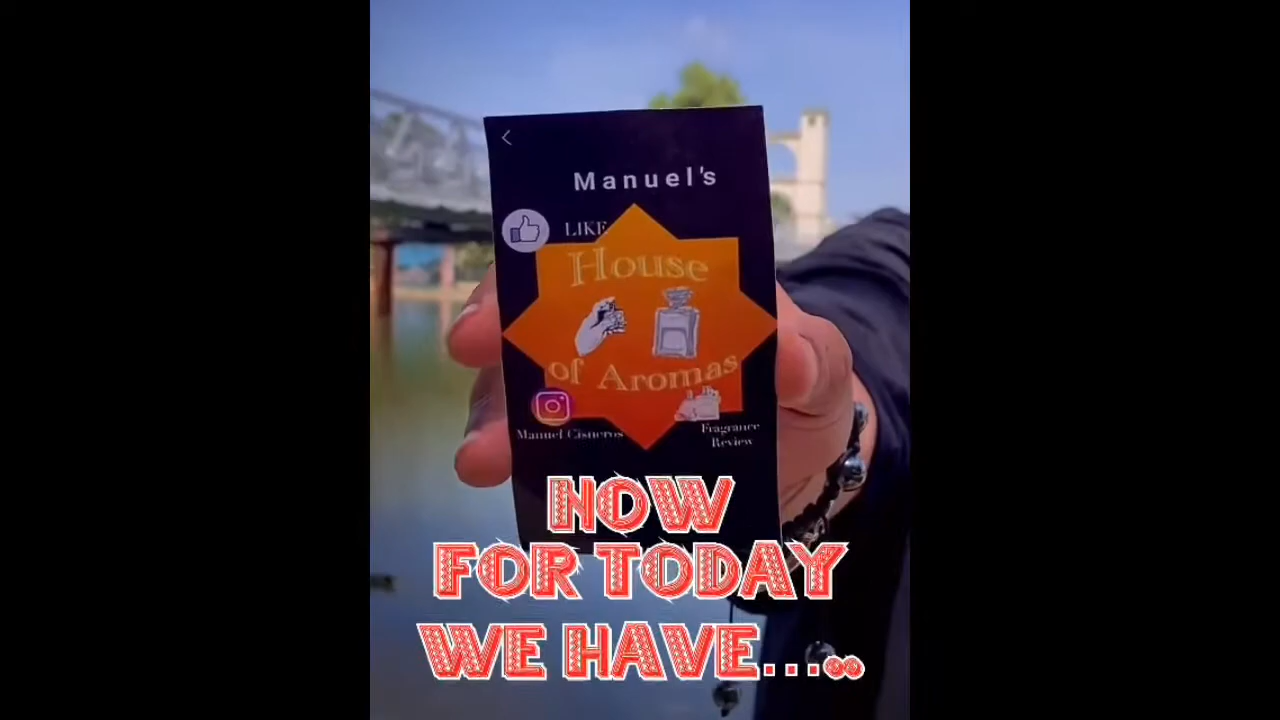 Manuel's
LIKE
House
of Aromas
Manuel Cisneros
Fragrance
Review
NOW
FOR TODAY
WE HAVE.....